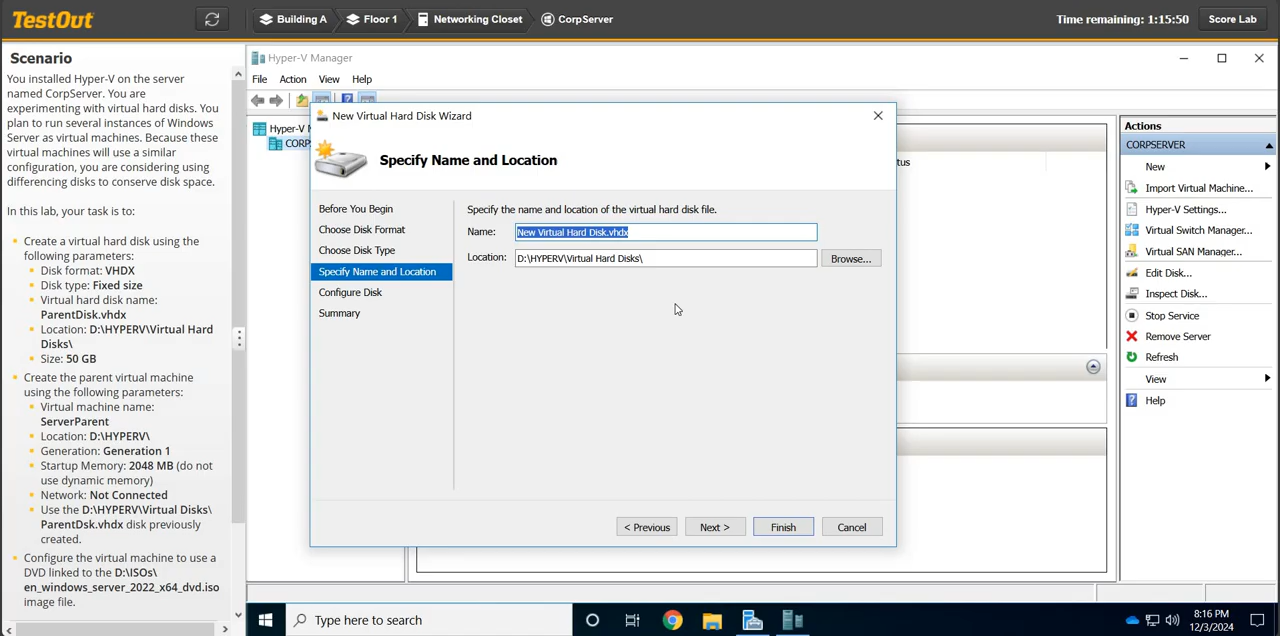 TestOut
Building A
Floor 1
Networking Closet
CorpServer
Time remaining: 1:15:50
Score Lab
Scenario
You installed Hyper-V on the server
named CorpServer. You are
experimenting with virtual hard disks. You
plan to run several instances of Windows
Server as virtual machines. Because these
virtual machines will use a similar
configuration, you are considering using
differencing disks to conserve disk space.
In this lab, your task is to:
Create a virtual hard disk using the
following parameters:
Disk format: VHDX
Disk type: Fixed size
Virtual hard disk name:
ParentDisk.vhdx
Location: D:\HYPERV\Virtual Hard
Disks\
Size: 50 GB
Create the parent virtual machine
using the following parameters:
Virtual machine name:
ServerParent
Location: D:\HYPERV\
Generation: Generation 1
Startup Memory: 2048 MB (do not
use dynamic memory)
Network: Not Connected
Use the D:\HYPERV\Virtual Disks\
ParentDsk.vhdx disk previously
created.
Configure the virtual machine to use a
DVD linked to the D:\ISOs\
en_windows_server_2022_x64_dvd.iso
image file.
Hyper-V Manager
File Action View Help
Hyper-V M
CORP
New Virtual Hard Disk Wizard
Specify Name and Location
Before You Begin
Choose Disk Format
Choose Disk Type
Specify Name and Location
Configure Disk
Summary
Specify the name and location of the virtual hard disk file.
Name: New Virtual Hard Disk.vhdx
Location: D:\HYPERV\Virtual Hard Disks\
Browse...
< Previous
Next >
Finish
Cancel
tus
Actions
CORPSERVER
New
Import Virtual Machine...
Hyper-V Settings...
Virtual Switch Manager...
Virtual SAN Manager...
Edit Disk...
Inspect Disk...
Stop Service
Remove Server
Refresh
View
Help
Type here to search
8:16 PM
12/3/2024